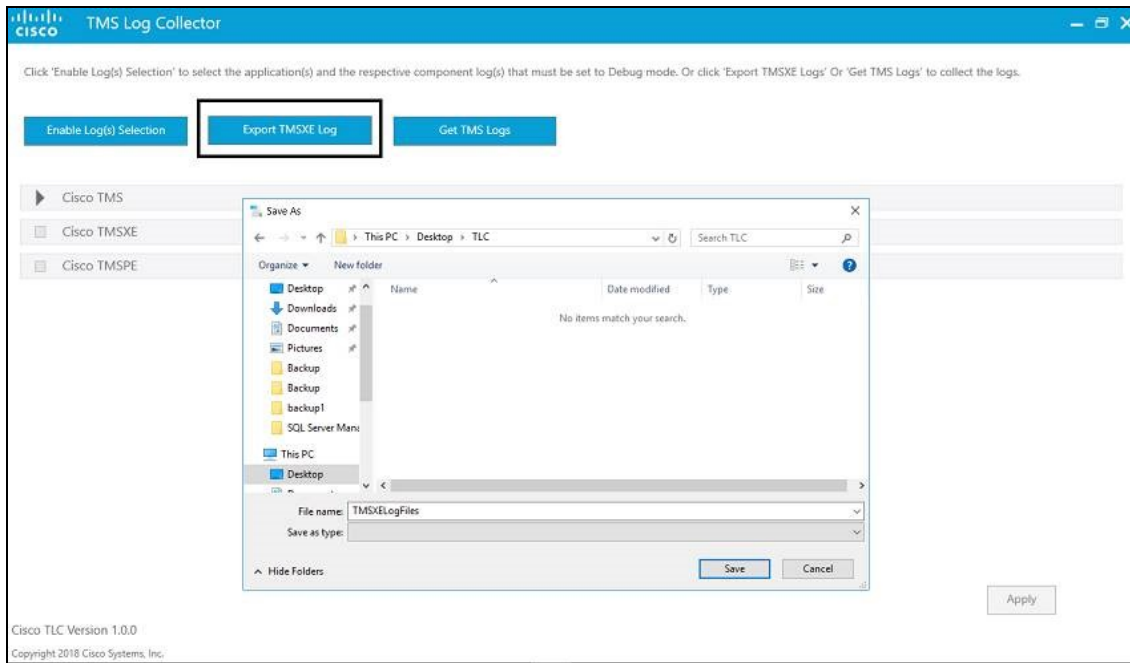 CISCO TMS Log Collector
Click 'Enable Log(s) Selection' to select the application(s) and the respective component log(s) that must be set to Debug mode. Or click 'Export TMSXE Logs' Or 'Get TMS Logs' to collect the logs.
Enable Log(s) Selection Export TMSXE Log Get TMS Logs
Cisco TMS
Cisco TMSXE
Cisco TMSPE
Save As
This PC > Desktop > TLC Search TLC
Organize New folder
Name Date modified Type Size
No items match your search.
Desktop
Downloads
Documents
Pictures
Backup
Backup
backup1
SQL Server Mana
This PC
Desktop
File name: TMSXELogFiles
Save as type:
Hide Folders Save Cancel
Apply
Cisco TLC Version 1.0.0
Copyright 2018 Cisco Systems, Inc.